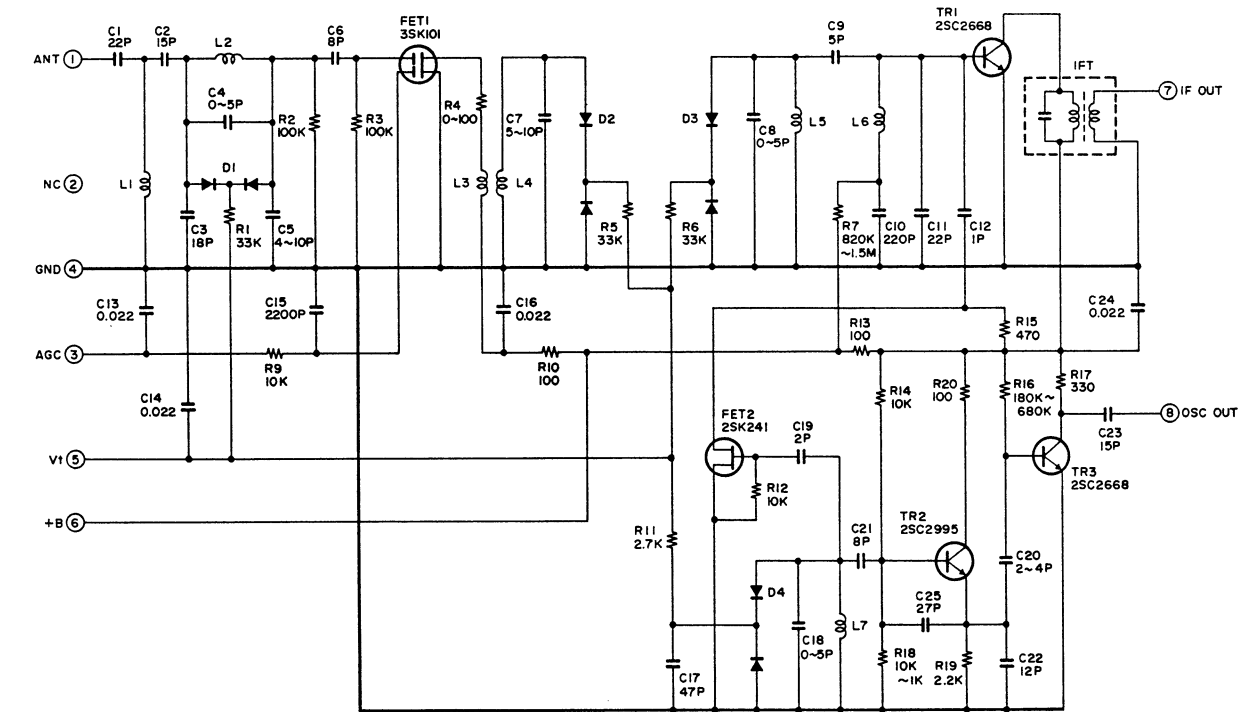 TR1
2SC2668
FET1
3SK101
C1
22P
C2
15P
L2
C6
8P
C9
5P
IFT
ANT 1
7 IF OUT
C4
0~5P
R2
100K
R3
100K
R4
0~100
C7
5~10P
D2
D3
C8
0~5P
L5
L6
NC 2
L1
D1
L3
L4
C3
18P
R1
33K
C5
4~10P
R5
33K
R6
33K
R7
820K
~1.5M
C10
220P
C11
22P
C12
1P
GND 4
C13
0.022
C15
2200P
C16
0.022
C24
0.022
R13
100
R15
470
AGC 3
R9
10K
R10
100
R14
10K
R20
100
R16
180K~
680K
R17
330
C14
0.022
FET2
2SK241
C19
2P
8 OSC OUT
C23
15P
Vt 5
R12
10K
TR3
2SC2668
+B 6
R11
2.7K
C21
8P
TR2
2SC2995
C20
2~4P
D4
C25
27P
C18
0~5P
L7
C17
47P
R18
10K
~1K
R19
2.2K
C22
12P